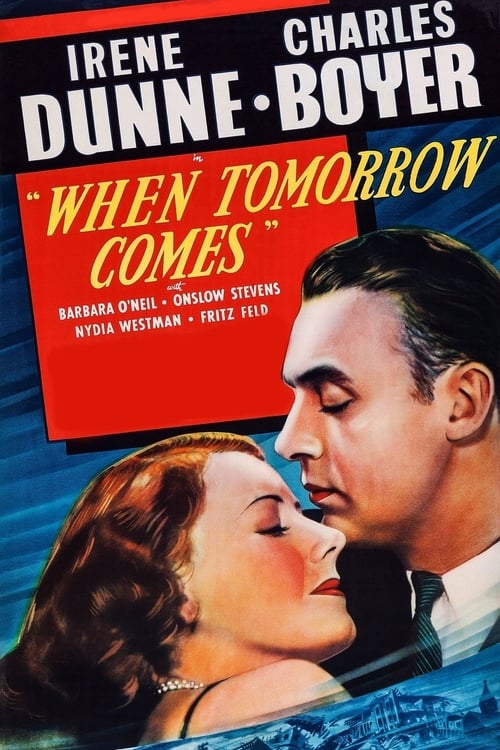 IRENE CHARLES
DUNNE • BOYER
in
"WHEN TOMORROW
COMES"
with
BARBARA O'NEIL • ONSLOW STEVENS
NYDIA WESTMAN • FRITZ FELD